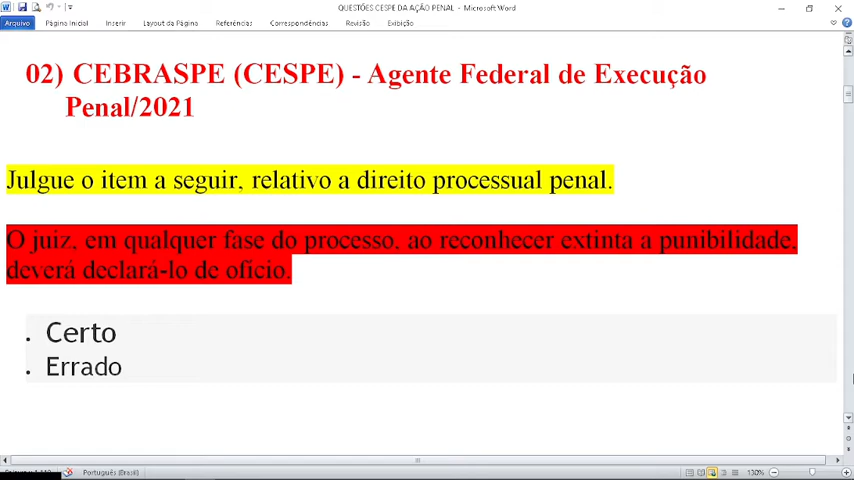 QUESTÕES CESPE DA AÇÃO PENAL - Microsoft Word
Arquivo Página Inicial Inserir Layout da Página Referências Correspondências Revisão Exibição
02) CEBRASPE (CESPE) - Agente Federal de Execução
Penal/2021
Julgue o item a seguir, relativo a direito processual penal.
O juiz, em qualquer fase do processo, ao reconhecer extinta a punibilidade,
deverá declará-lo de ofício.
• Certo
• Errado
Português (Brasil) 130%